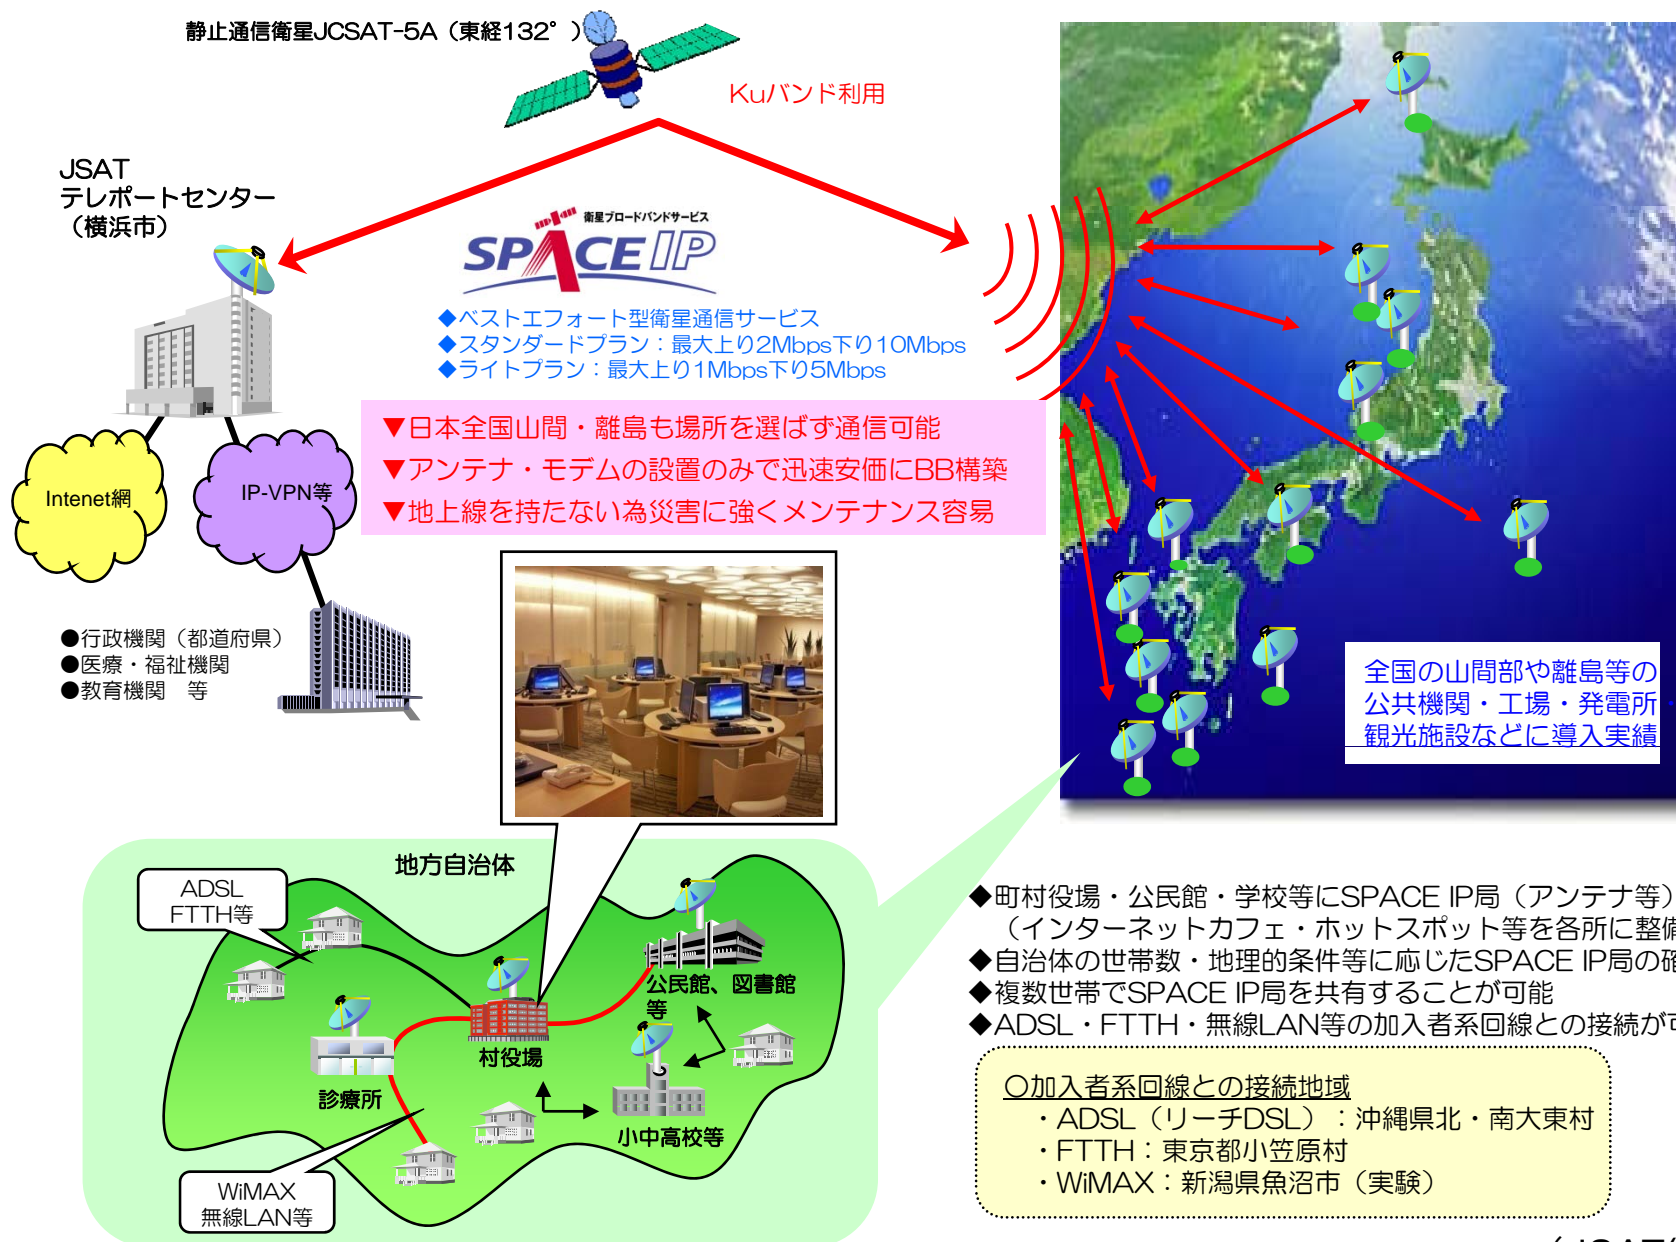 静止通信衛星JCSAT-5A（東経132°）
Kuバンド利用
JSAT
テレポートセンター
（横浜市）
衛星ブロードバンドサービス
SPACE IP
◆ベストエフォート型衛星通信サービス
◆スタンダードプラン：最大上り2Mbps下り10Mbps
◆ライトプラン：最大上り1Mbps下り5Mbps
▼日本全国山間・離島も場所を選ばず通信可能
▼アンテナ・モデムの設置のみで迅速安価にBB構築
▼地上線を持たない為災害に強くメンテナンス容易
Intenet網
IP-VPN等
●行政機関（都道府県）
●医療・福祉機関
●教育機関　等
全国の山間部や離島等の
公共機関・工場・発電所・
観光施設などに導入実績
地方自治体
ADSL
FTTH等
公民館、図書館
等
村役場
診療所
小中高校等
WiMAX
無線LAN等
◆町村役場・公民館・学校等にSPACE IP局（アンテナ等）
（インターネットカフェ・ホットスポット等を各所に整備
◆自治体の世帯数・地理的条件等に応じたSPACE IP局の確
◆複数世帯でSPACE IP局を共有することが可能
◆ADSL・FTTH・無線LAN等の加入者系回線との接続が可
○加入者系回線との接続地域
・ADSL（リーチDSL）：沖縄県北・南大東村
・FTTH：東京都小笠原村
・WiMAX：新潟県魚沼市（実験）
（JSAT